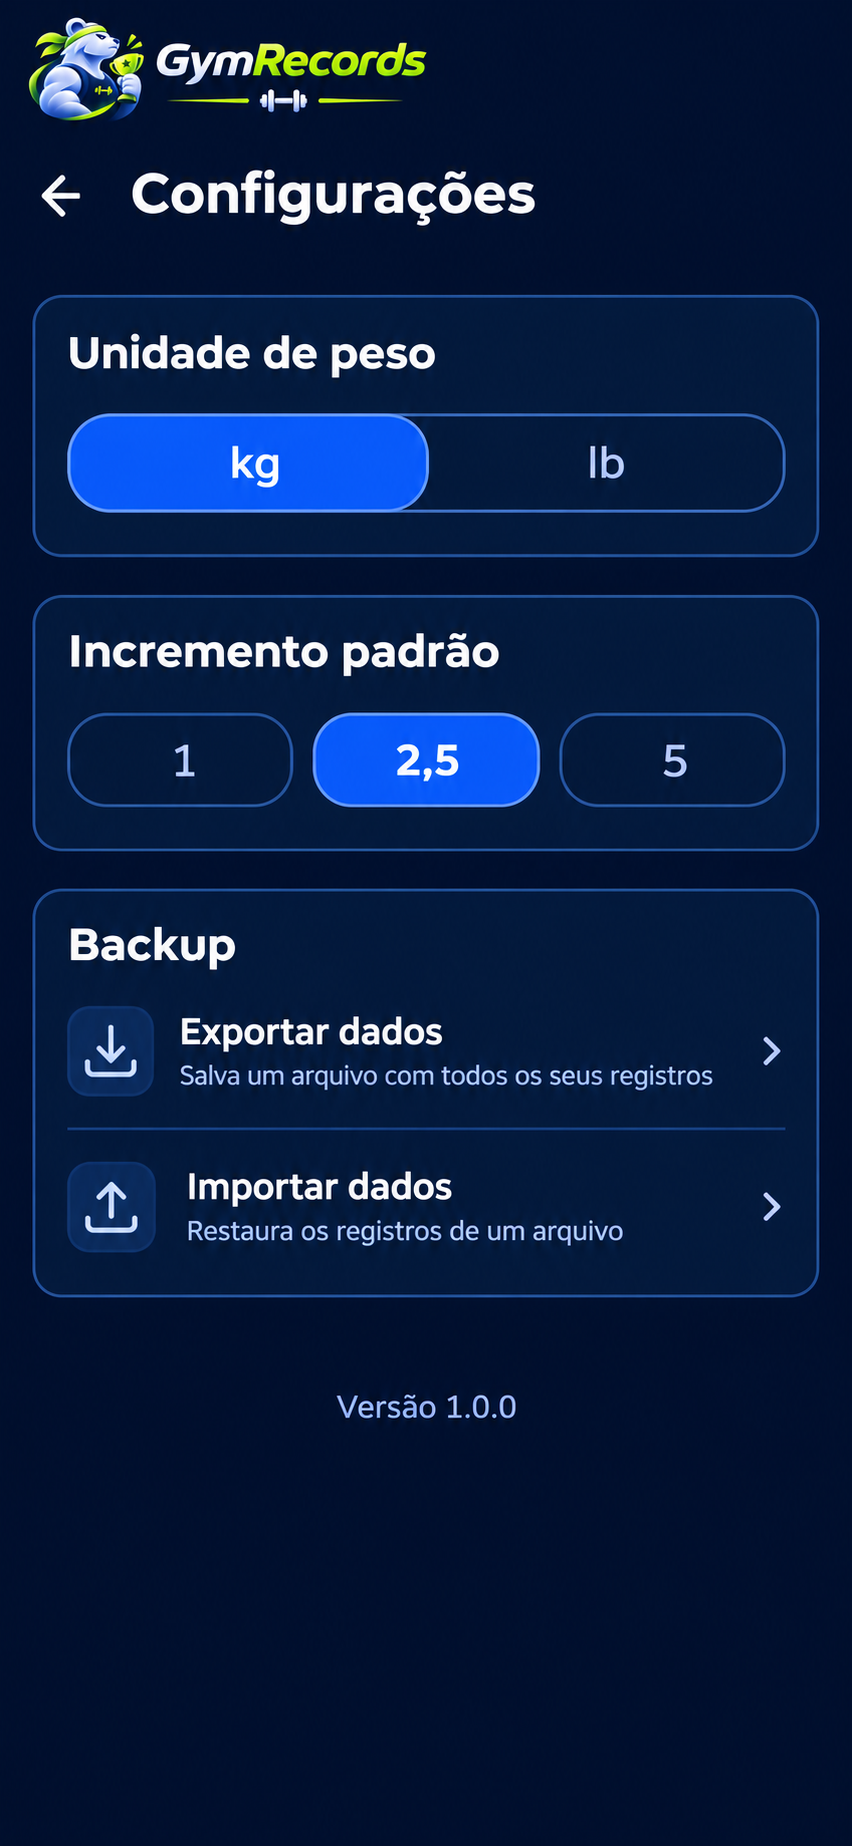 GymRecords
Configurações
Unidade de peso
kg
lb
Incremento padrão
1
2,5
5
Backup
Exportar dados
Salva um arquivo com todos os seus registros
Importar dados
Restaura os registros de um arquivo
Versão 1.0.0